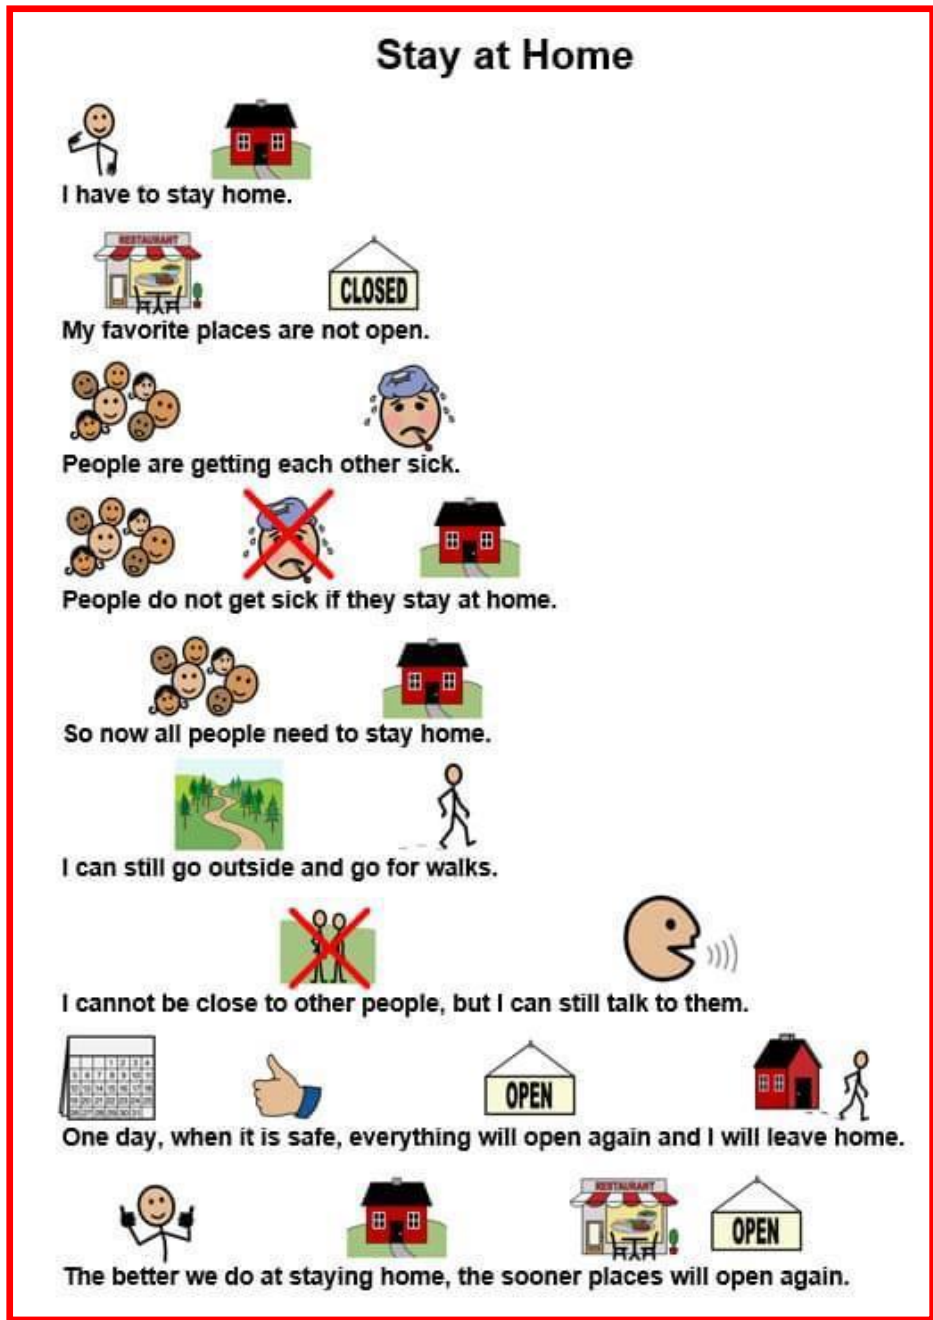 Stay at Home
I have to stay home.
RESTAURANT
CLOSED
My favorite places are not open.
People are getting each other sick.
People do not get sick if they stay at home.
So now all people need to stay home.
I can still go outside and go for walks.
I cannot be close to other people, but I can still talk to them.
OPEN
One day, when it is safe, everything will open again and I will leave home.
RESTAURANT
OPEN
The better we do at staying home, the sooner places will open again.